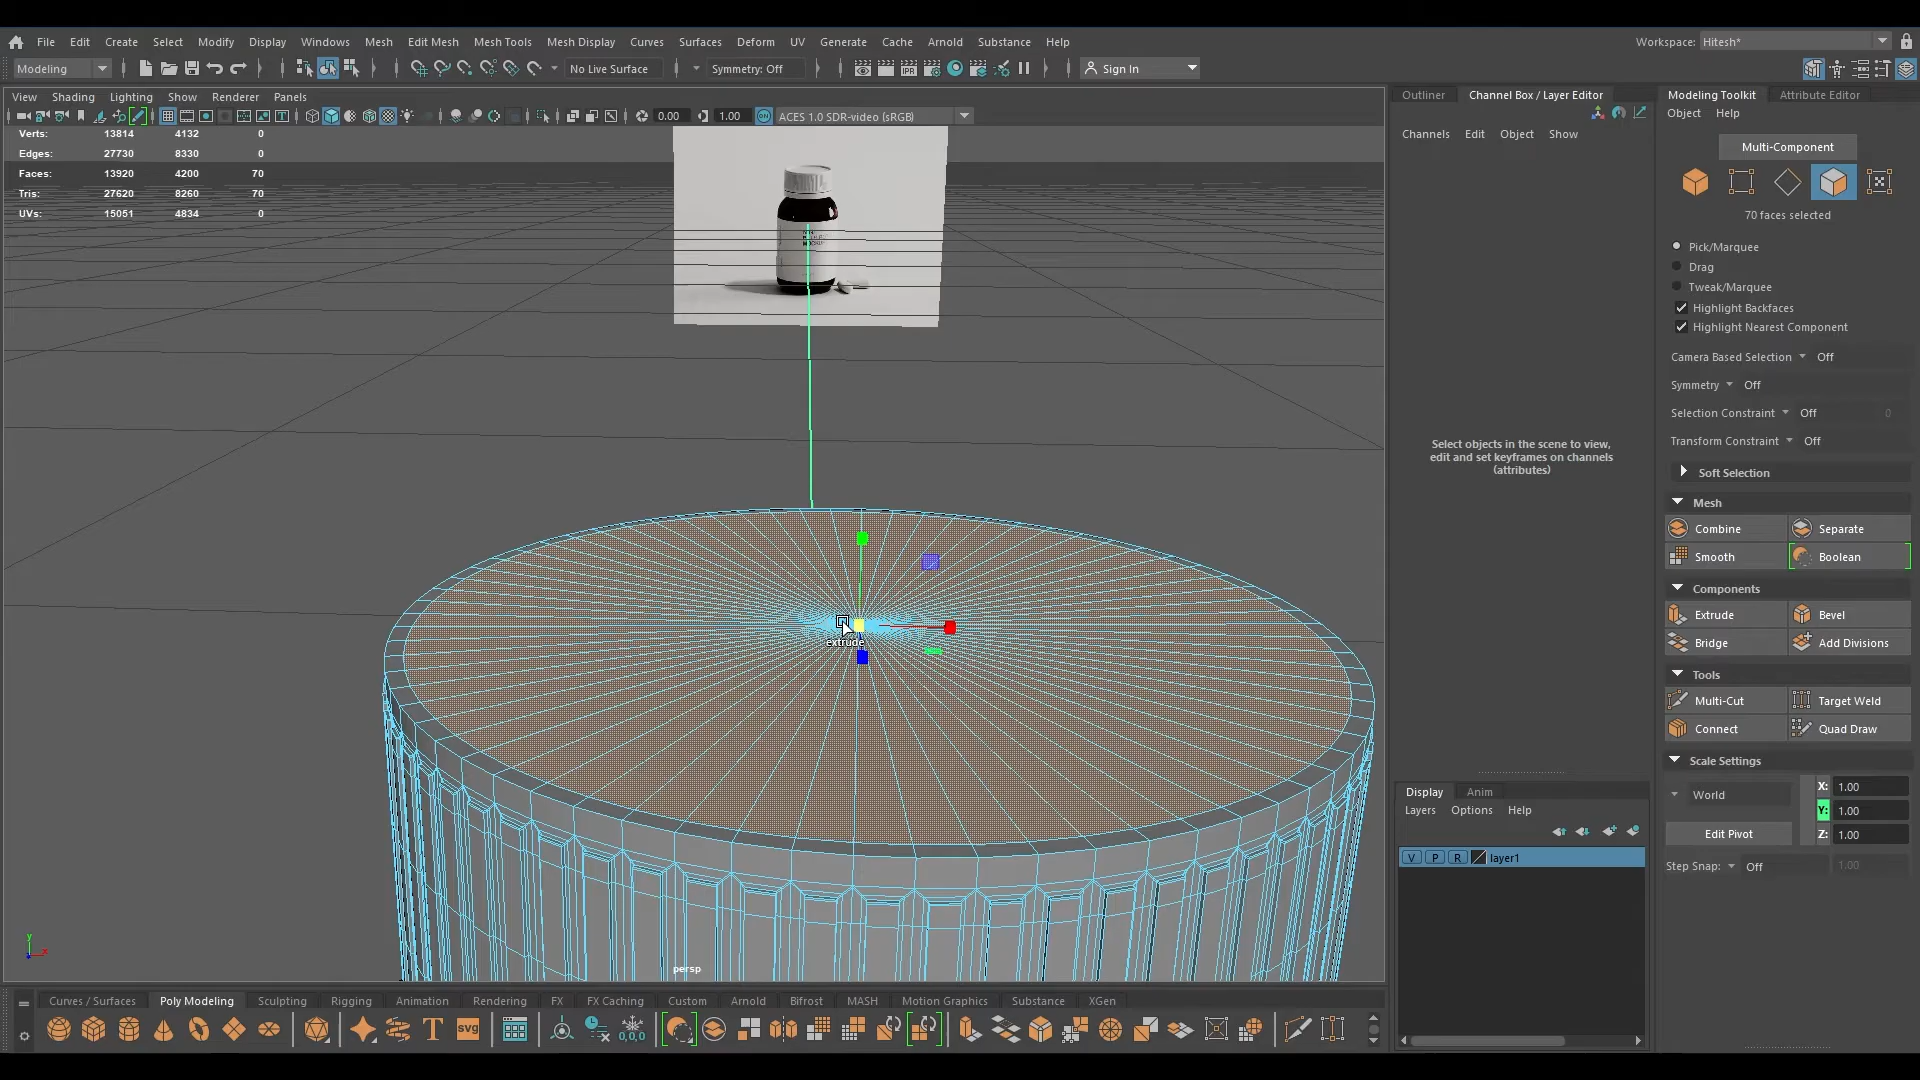 File Edit Create Select Modify Display Windows Mesh Edit Mesh Mesh Tools Mesh Display Curves Surfaces Deform UV Generate Cache Arnold Substance Help Workspace: Hitesh*
Modeling No Live Surface Symmetry: Off Sign In
View Shading Lighting Show Renderer Panels
0.00 1.00 ACES 1.0 SDR-video (sRGB)
Verts: 13814 4132 0
Edges: 27730 8330 0
Faces: 13920 4200 70
Tris: 27620 8260 70
UVs: 15051 4834 0
extrude
persp
y
Outliner Channel Box / Layer Editor
Channels Edit Object Show
Select objects in the scene to view,
edit and set keyframes on channels
(attributes)
Display Anim
Layers Options Help
V P R layer1
Modeling Toolkit Attribute Editor
Object Help
Multi-Component
70 faces selected
Pick/Marquee
Drag
Tweak/Marquee
Highlight Backfaces
Highlight Nearest Component
Camera Based Selection Off
Symmetry Off
Selection Constraint Off 0
Transform Constraint Off
Soft Selection
Mesh
Combine Separate
Smooth Boolean
Components
Extrude Bevel
Bridge Add Divisions
Tools
Multi-Cut Target Weld
Connect Quad Draw
Scale Settings
World X: 1.00
Y: 1.00
Edit Pivot Z: 1.00
Step Snap: Off 1.00
Curves / Surfaces Poly Modeling Sculpting Rigging Animation Rendering FX FX Caching Custom Arnold Bifrost MASH Motion Graphics Substance XGen
T SVG 0,0,0